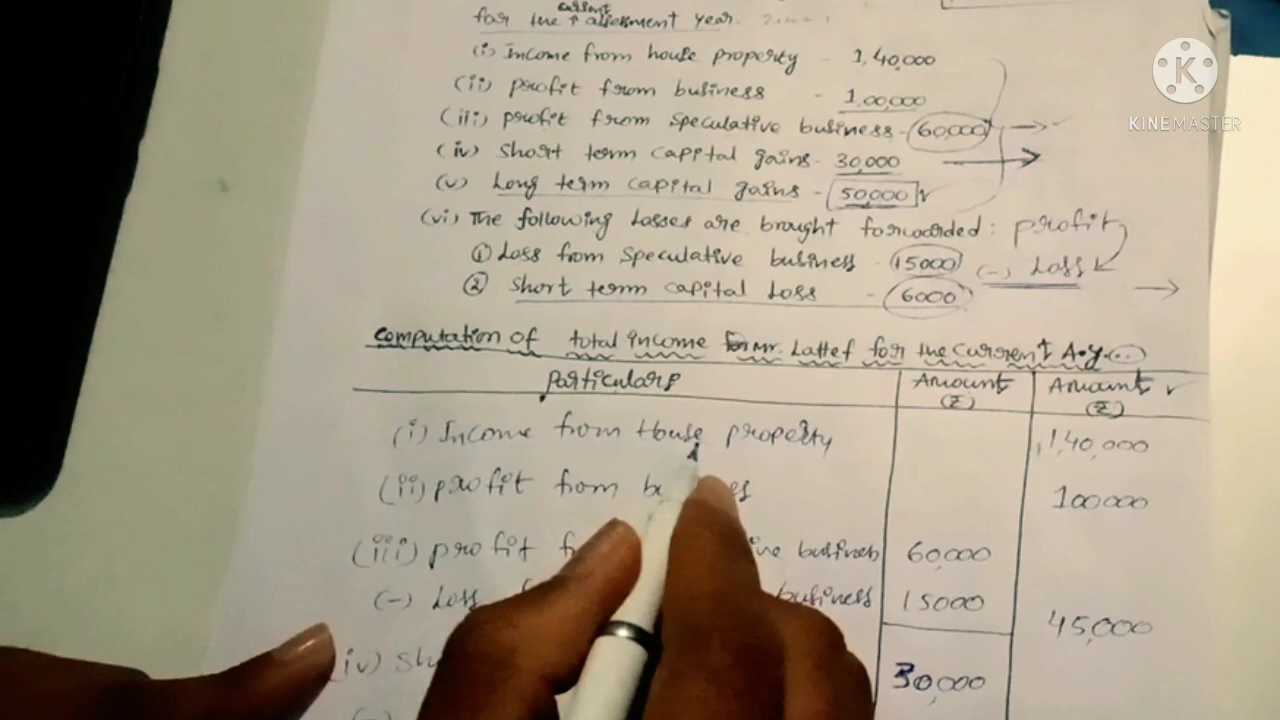 current
for the ↑ assessment year.
(i) Income from house property - 1,40,000
(ii) profit from business - 1,00,000
(iii) profit from speculative business - 60,000
(iv) Short term capital gains - 30,000
(v) Long term capital gains - 50,000
(vi) The following losses are brought forwarded: profit
① Loss from speculative business - 15000 (-) Loss
② Short term capital Loss - 6000
Computation of total income for Mr. Lattef for the current A.y...
particulars Amount (₹) Amount (₹)
(i) Income from House property 1,40,000
(ii) profit from 100000
(iii) profit business 60,000
(-) Loss business 15000
45,000
(iv) 30,000
K
KINEMASTER